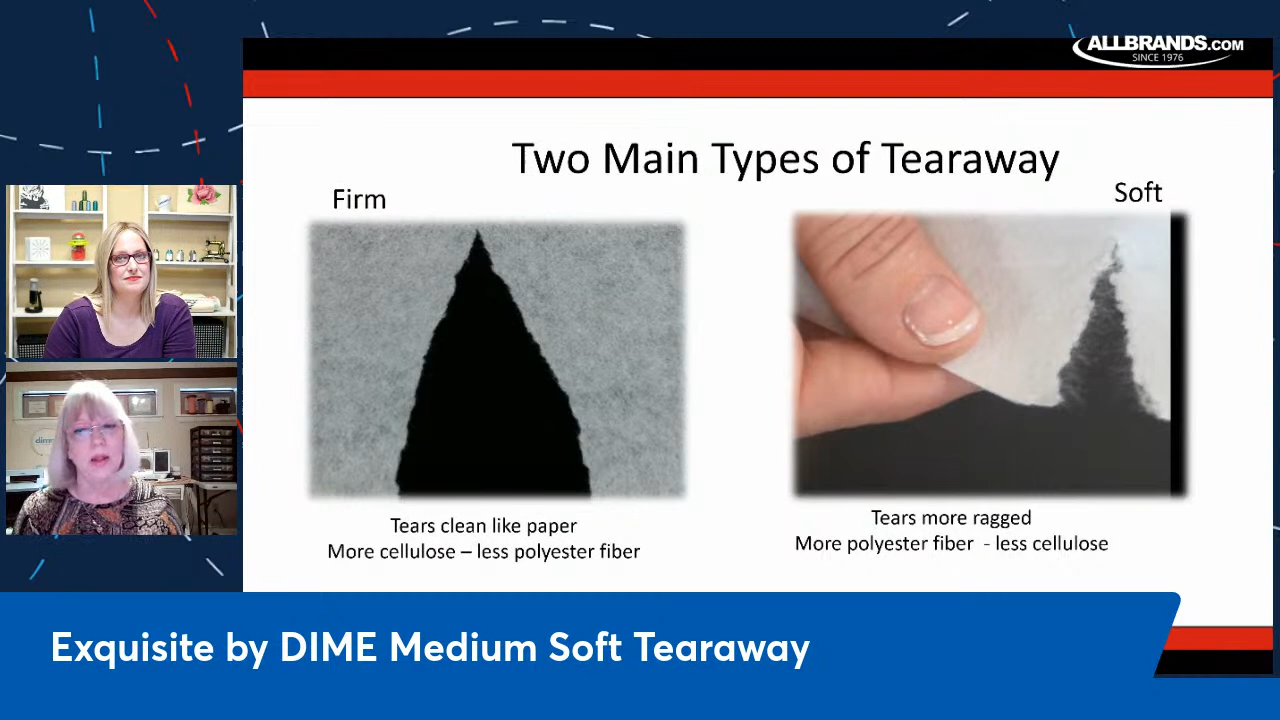 ALLBRANDS.COM
SINCE 1976
Two Main Types of Tearaway
Firm
Soft
Tears clean like paper
More cellulose – less polyester fiber
Tears more ragged
More polyester fiber - less cellulose
dime
Exquisite by DIME Medium Soft Tearaway